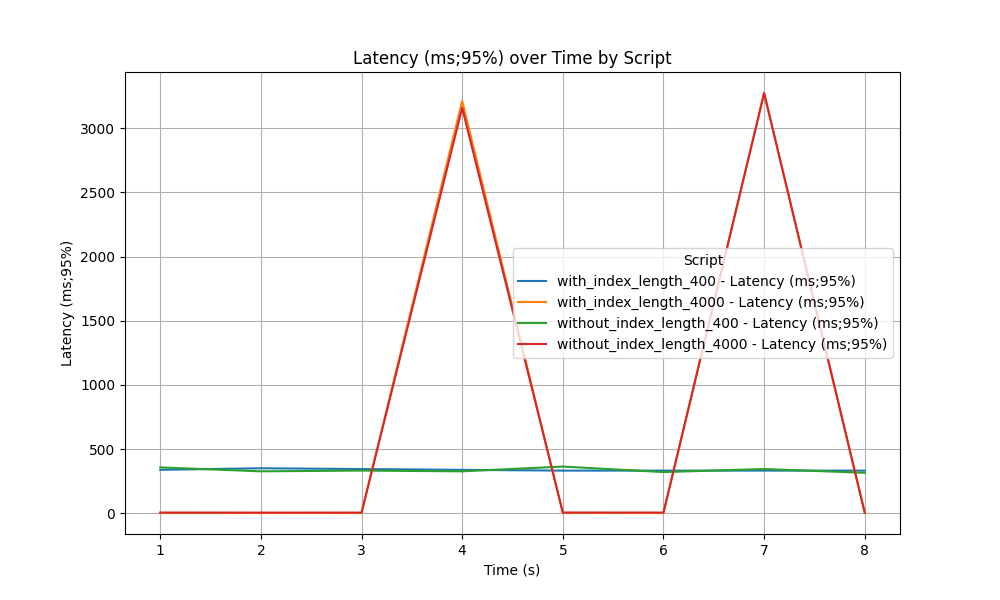 Latency (ms;95%) over Time by Script
Latency (ms;95%)
3000
2500
2000
1500
1000
500
0
Script
with_index_length_400 - Latency (ms;95%)
with_index_length_4000 - Latency (ms;95%)
without_index_length_400 - Latency (ms;95%)
without_index_length_4000 - Latency (ms;95%)
1 2 3 4 5 6 7 8
Time (s)